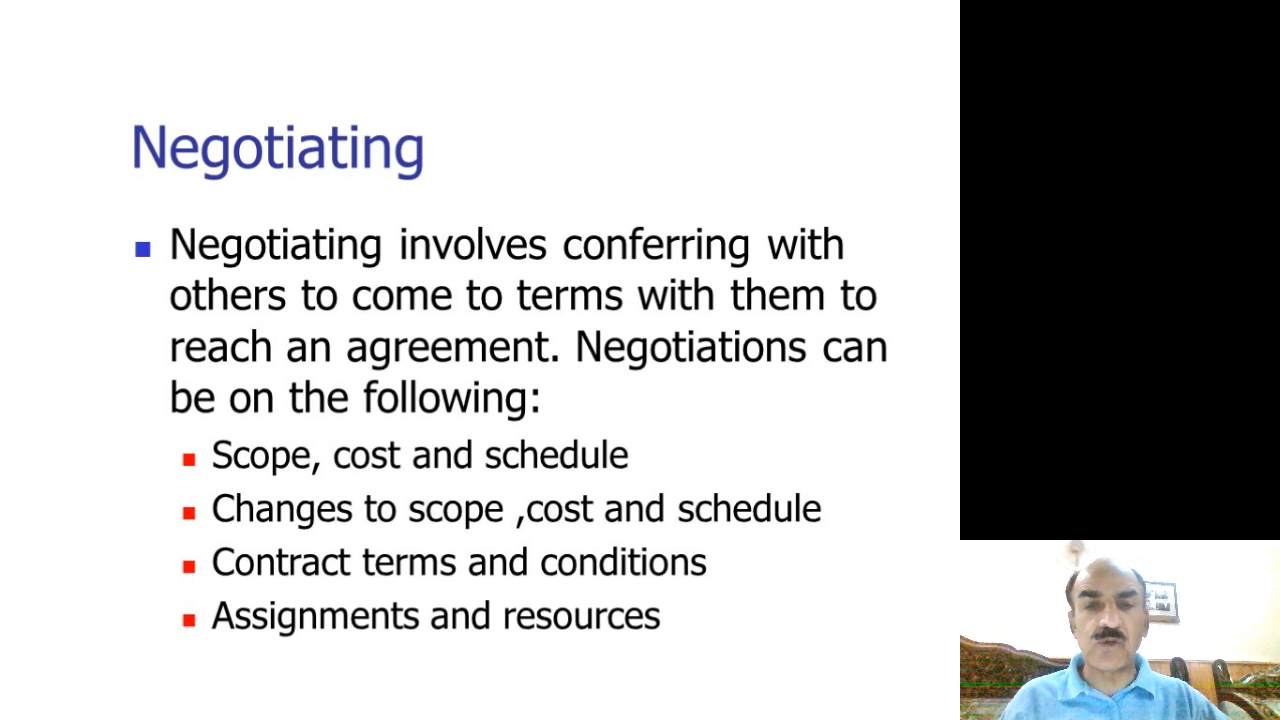 Negotiating
Negotiating involves conferring with
others to come to terms with them to
reach an agreement. Negotiations can
be on the following:
Scope, cost and schedule
Changes to scope ,cost and schedule
Contract terms and conditions
Assignments and resources